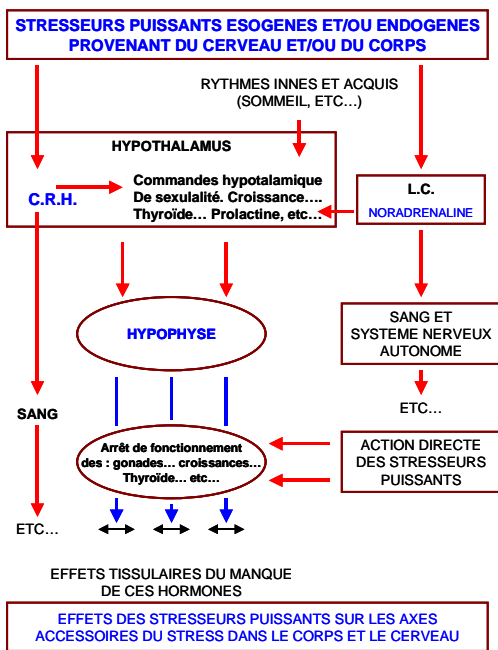 STRESSEURS PUISSANTS ESOGENES ET/OU ENDOGENES
PROVENANT DU CERVEAU ET/OU DU CORPS
RYTHMES INNES ET ACQUIS
(SOMMEIL, ETC…)
HYPOTHALAMUS
C.R.H.
Commandes hypotalamique
De sexulalité. Croissance….
Thyroïde… Prolactine, etc…
L.C.
NORADRENALINE
HYPOPHYSE
SANG ET
SYSTEME NERVEUX
AUTONOME
ETC…
SANG
Arrêt de fonctionnement
des : gonades… croissances…
Thyroïde… etc…
ACTION DIRECTE
DES STRESSEURS
PUISSANTS
ETC…
EFFETS TISSULAIRES DU MANQUE
DE CES HORMONES
EFFETS DES STRESSEURS PUISSANTS SUR LES AXES
ACCESSOIRES DU STRESS DANS LE CORPS ET LE CERVEAU